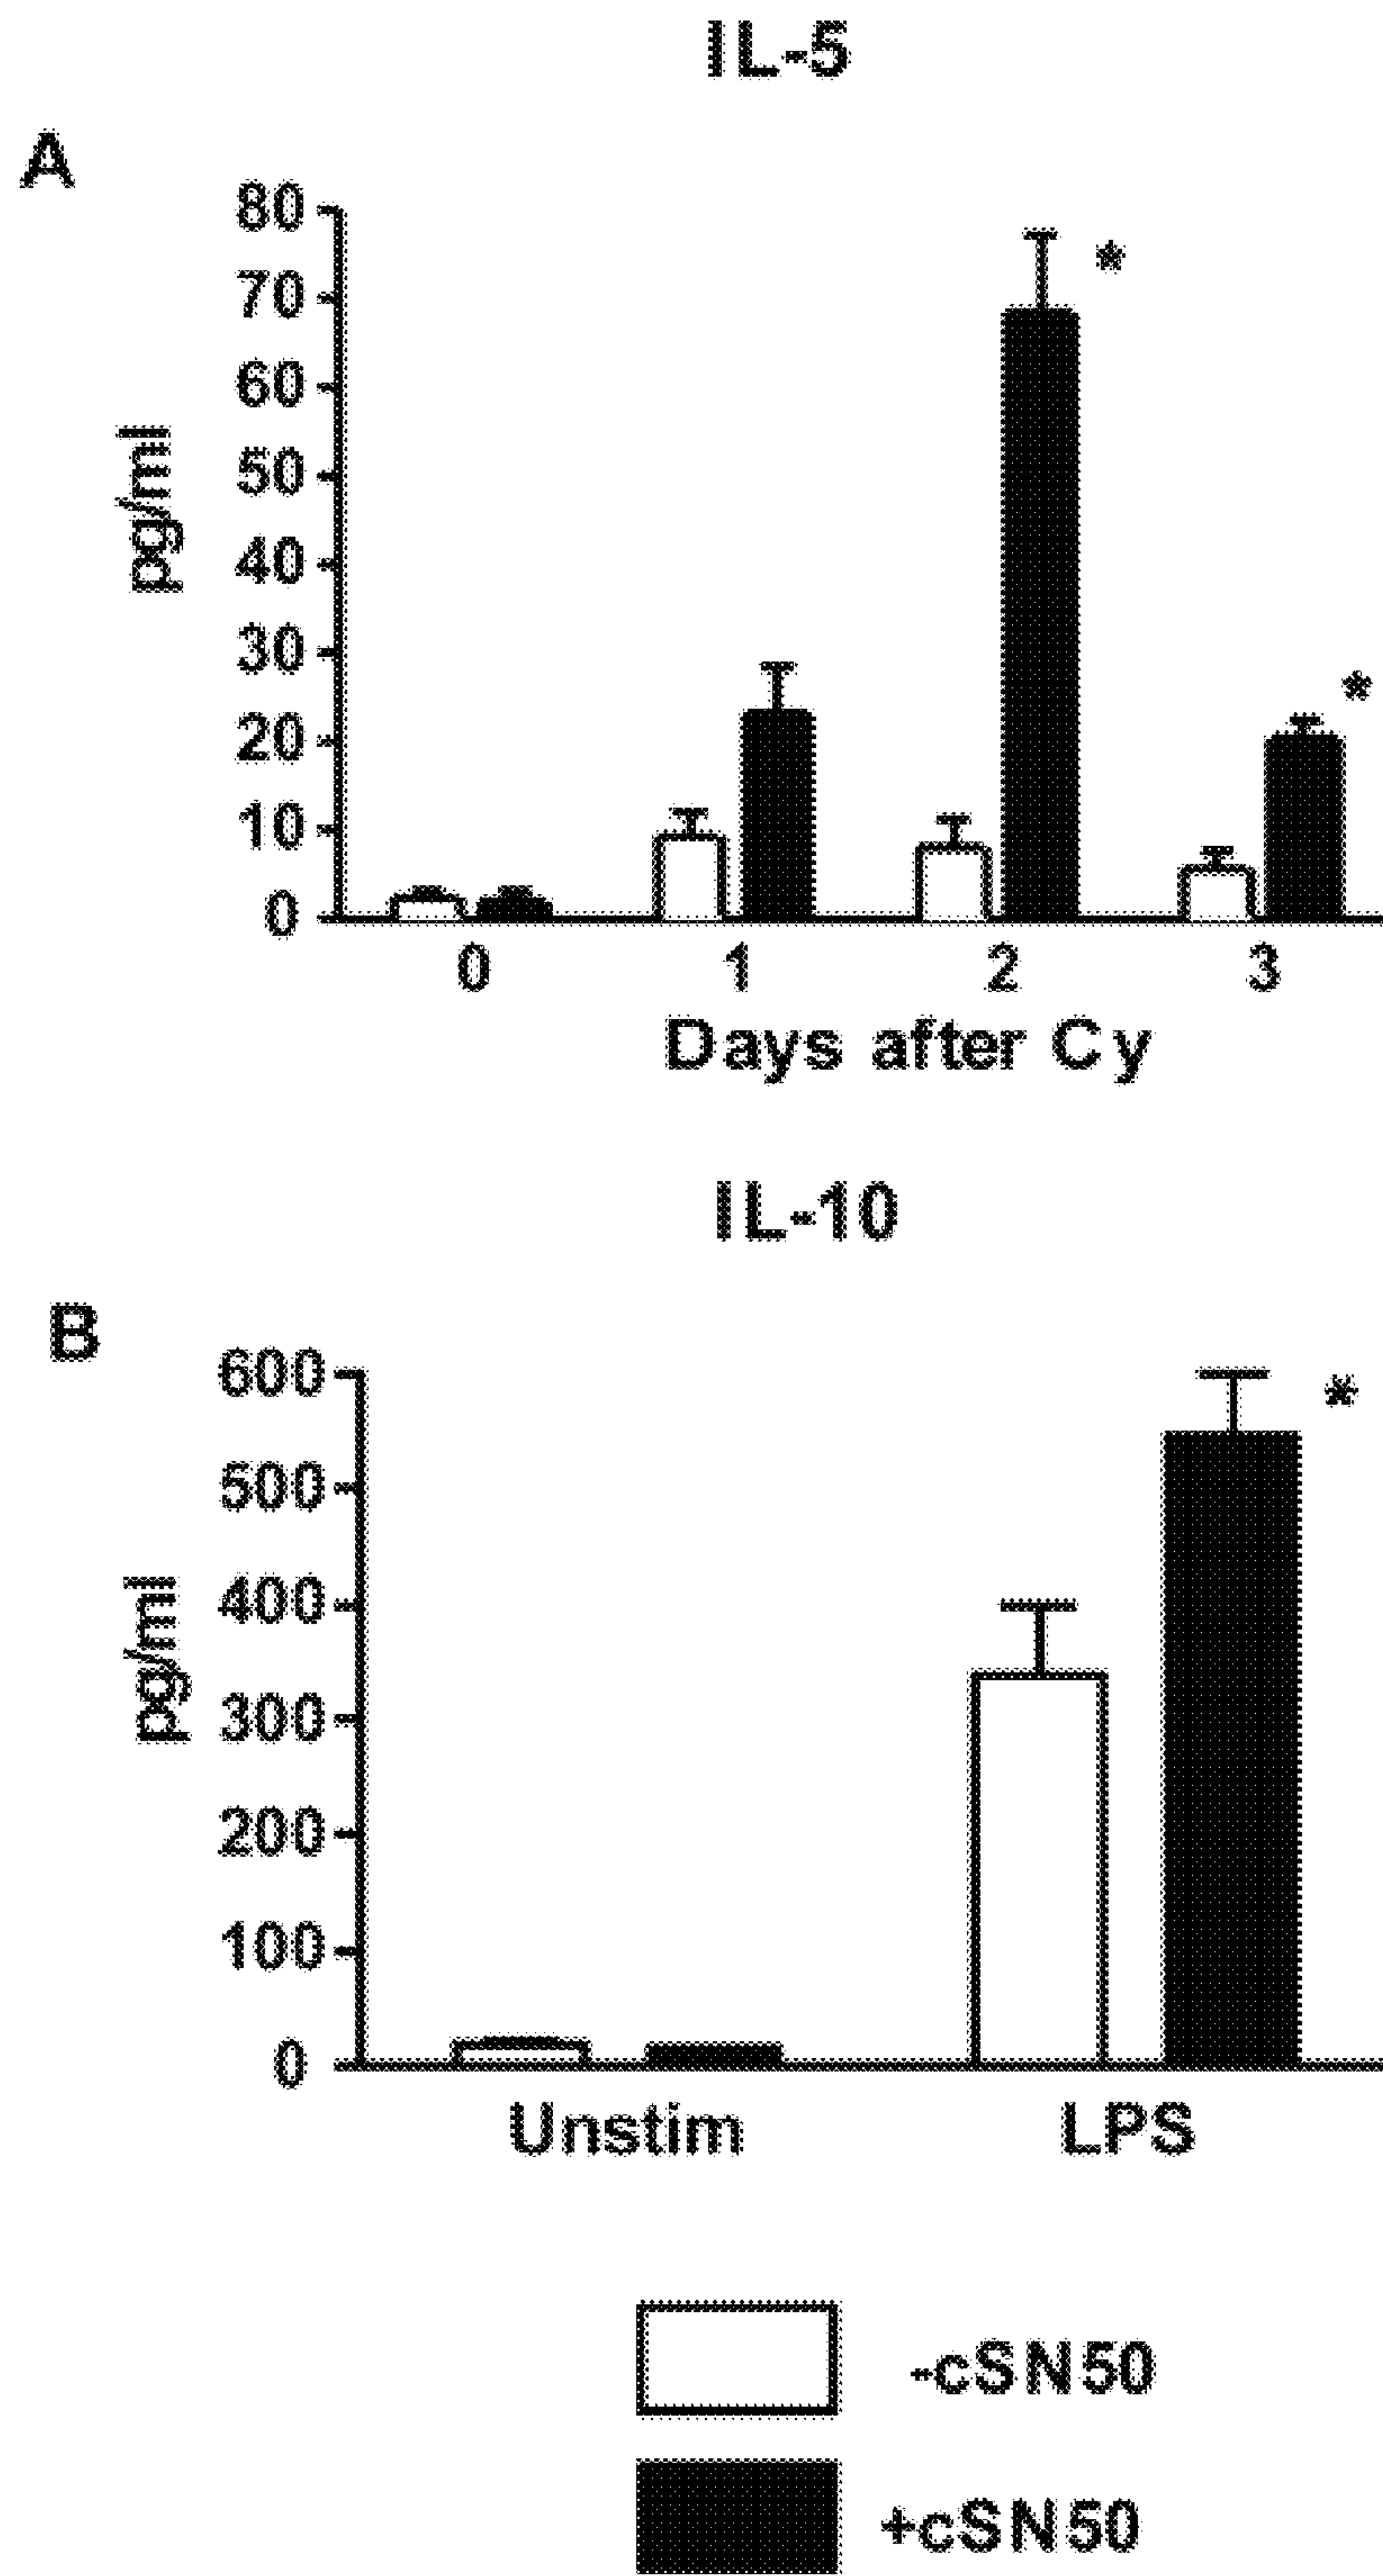 IL-5
A
80
70
60
50
40
30
20
10
0
pg/ml
*
*
0 1 2 3
Days after Cy
IL-10
B
600
500
400
300
200
100
0
pg/ml
*
Unstim LPS
-cSN50
+cSN50